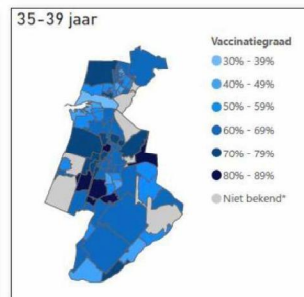 35-39 jaar
Vaccinatiegraad
30% - 39%
40% - 49%
50% - 59%
60% - 69%
70% - 79%
80% - 89%
Niet bekend*